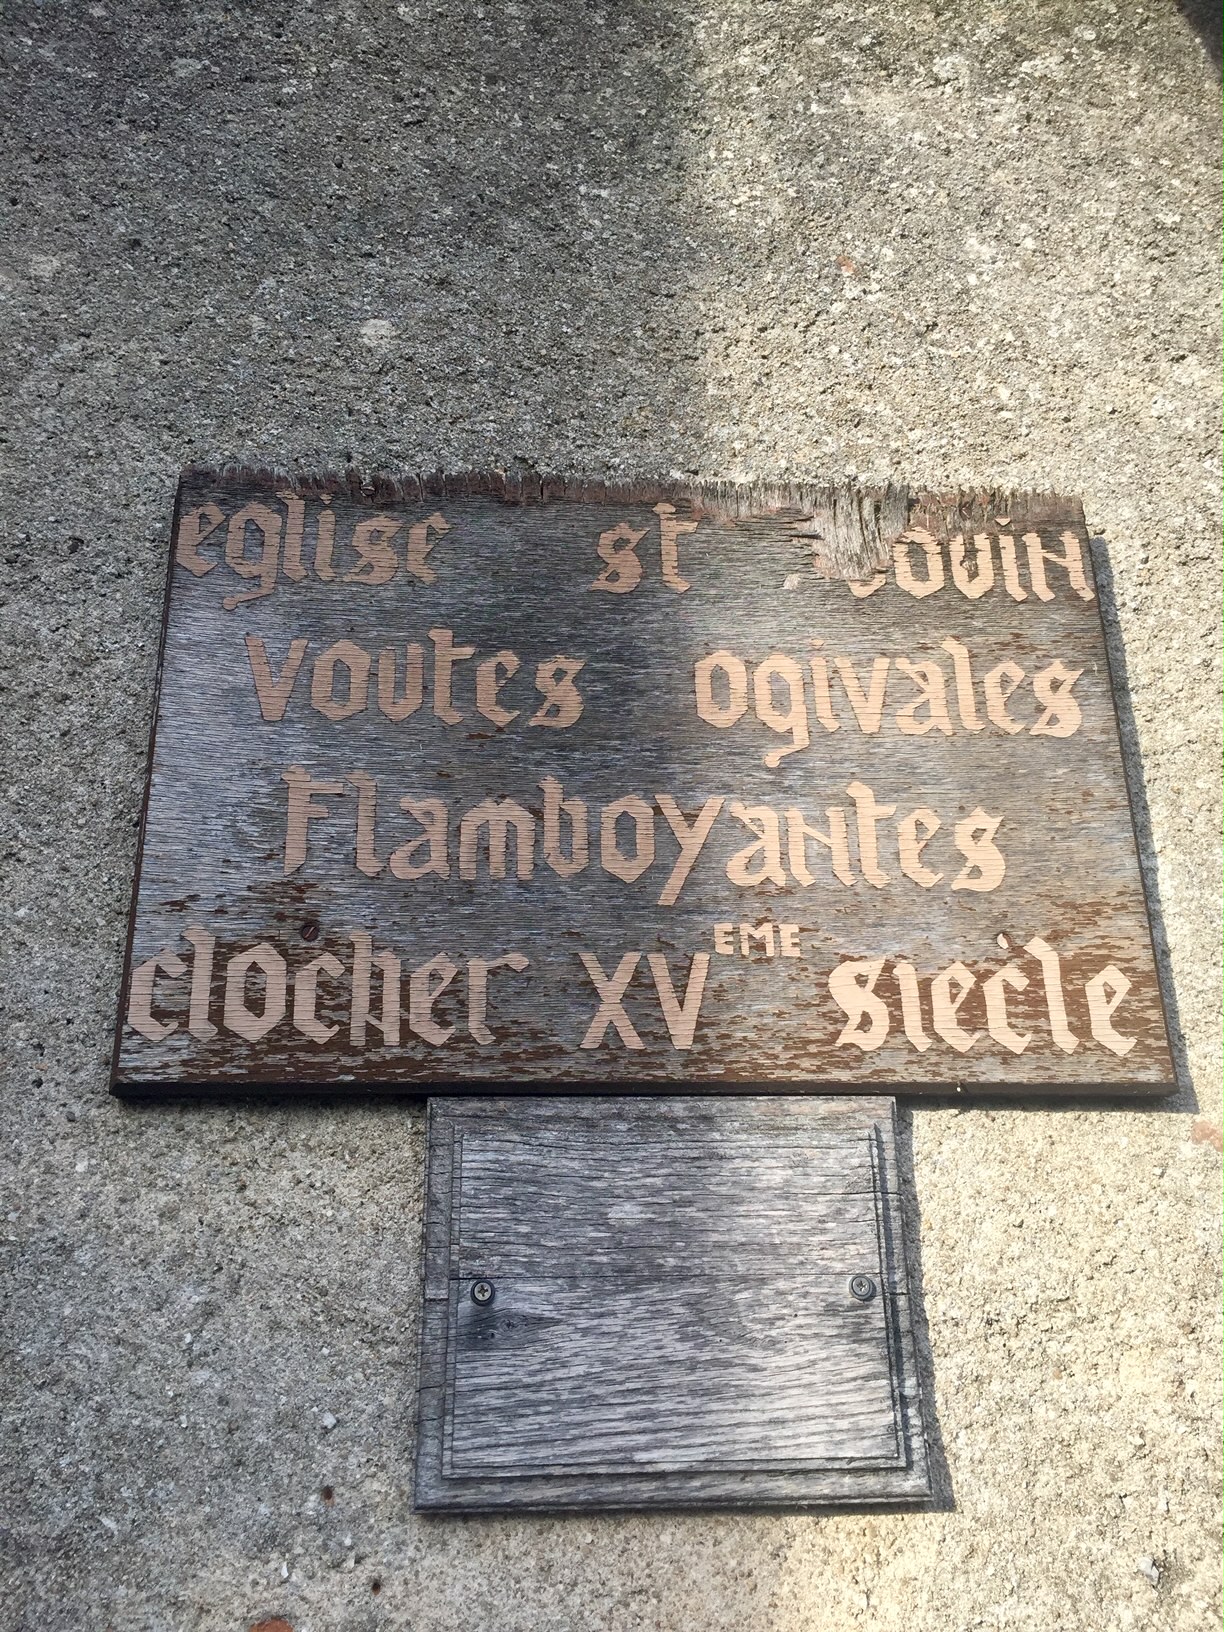 eglise st
voutes ogivales
Flamboyantes
clocher XVEME siecle